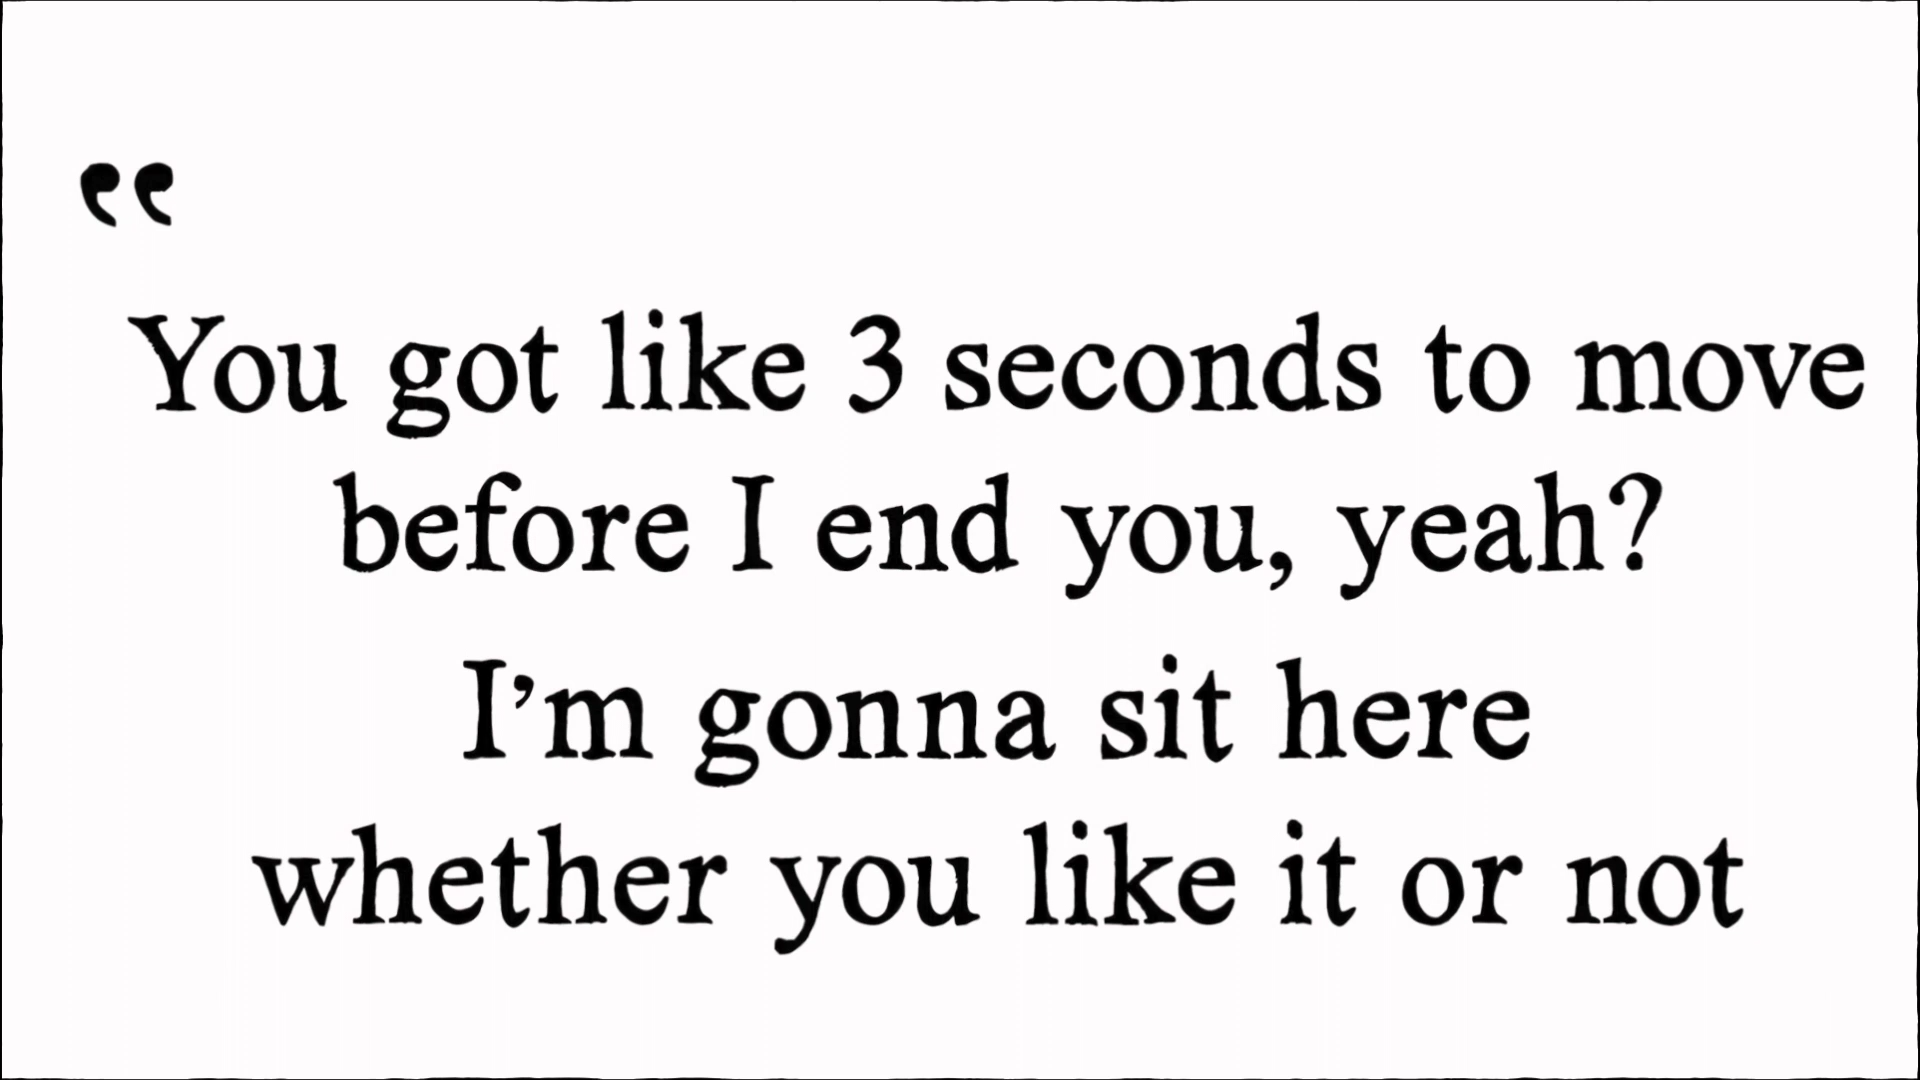 “
You got like 3 seconds to move
before I end you, yeah?
I’m gonna sit here
whether you like it or not